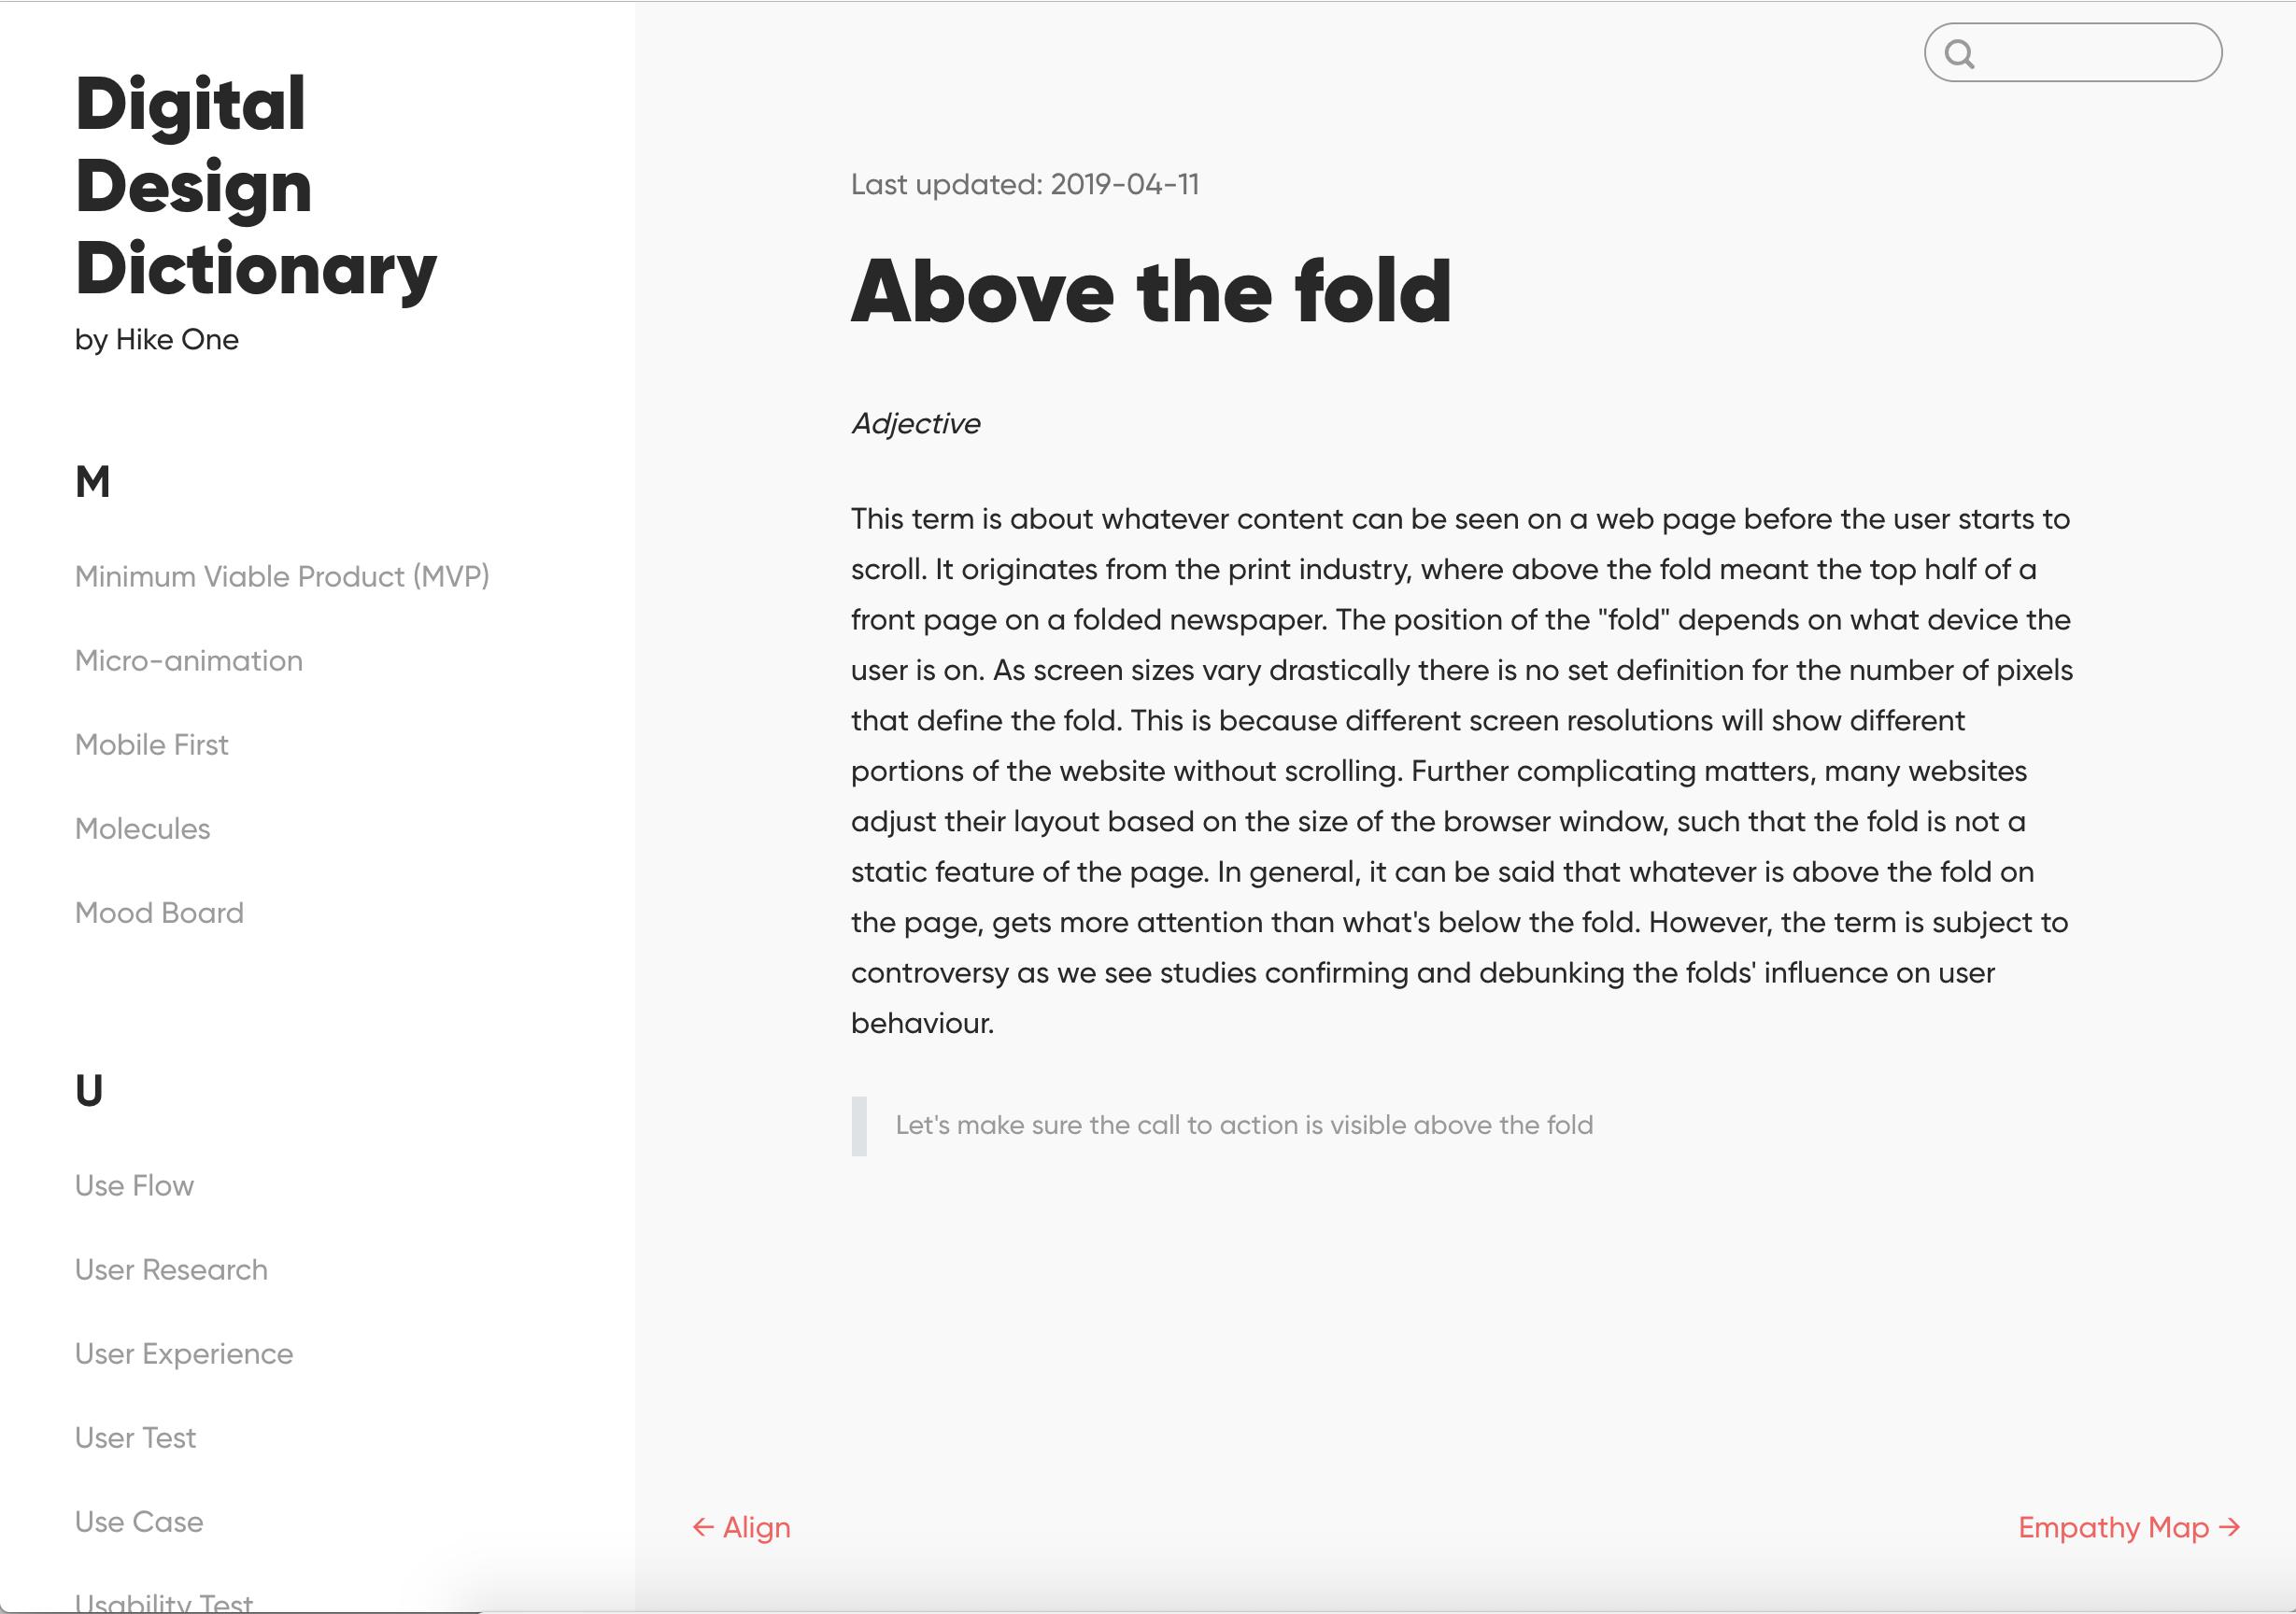 Digital
Design
Dictionary
by Hike One
M
Minimum Viable Product (MVP)
Micro-animation
Mobile First
Molecules
Mood Board
U
Use Flow
User Research
User Experience
User Test
Use Case
Usability Test
Last updated: 2019-04-11
Above the fold
Adjective
This term is about whatever content can be seen on a web page before the user starts to
scroll. It originates from the print industry, where above the fold meant the top half of a
front page on a folded newspaper. The position of the "fold" depends on what device the
user is on. As screen sizes vary drastically there is no set definition for the number of pixels
that define the fold. This is because different screen resolutions will show different
portions of the website without scrolling. Further complicating matters, many websites
adjust their layout based on the size of the browser window, such that the fold is not a
static feature of the page. In general, it can be said that whatever is above the fold on
the page, gets more attention than what's below the fold. However, the term is subject to
controversy as we see studies confirming and debunking the folds' influence on user
behaviour.
Let's make sure the call to action is visible above the fold
← Align
Empathy Map →